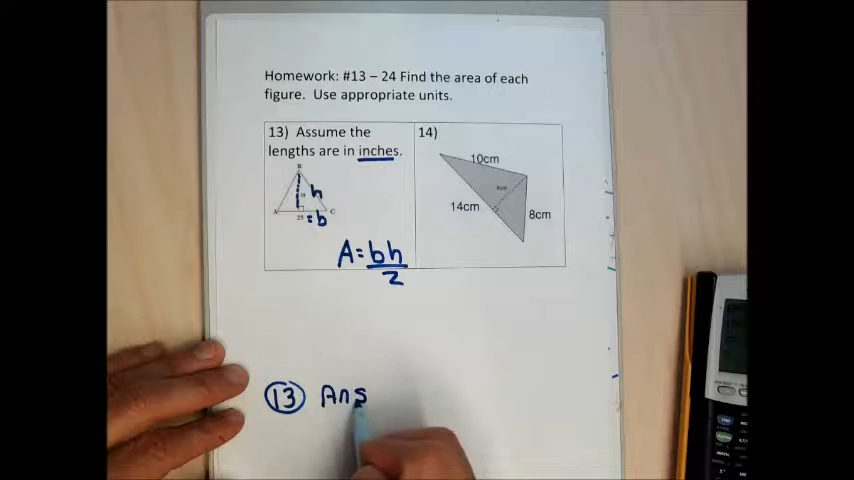 Homework: #13 – 24 Find the area of each
figure. Use appropriate units.
13) Assume the
lengths are in inches.
B
h
A
C
25 = b
A = bh
2
14)
10cm
14cm
8cm
13 Ans